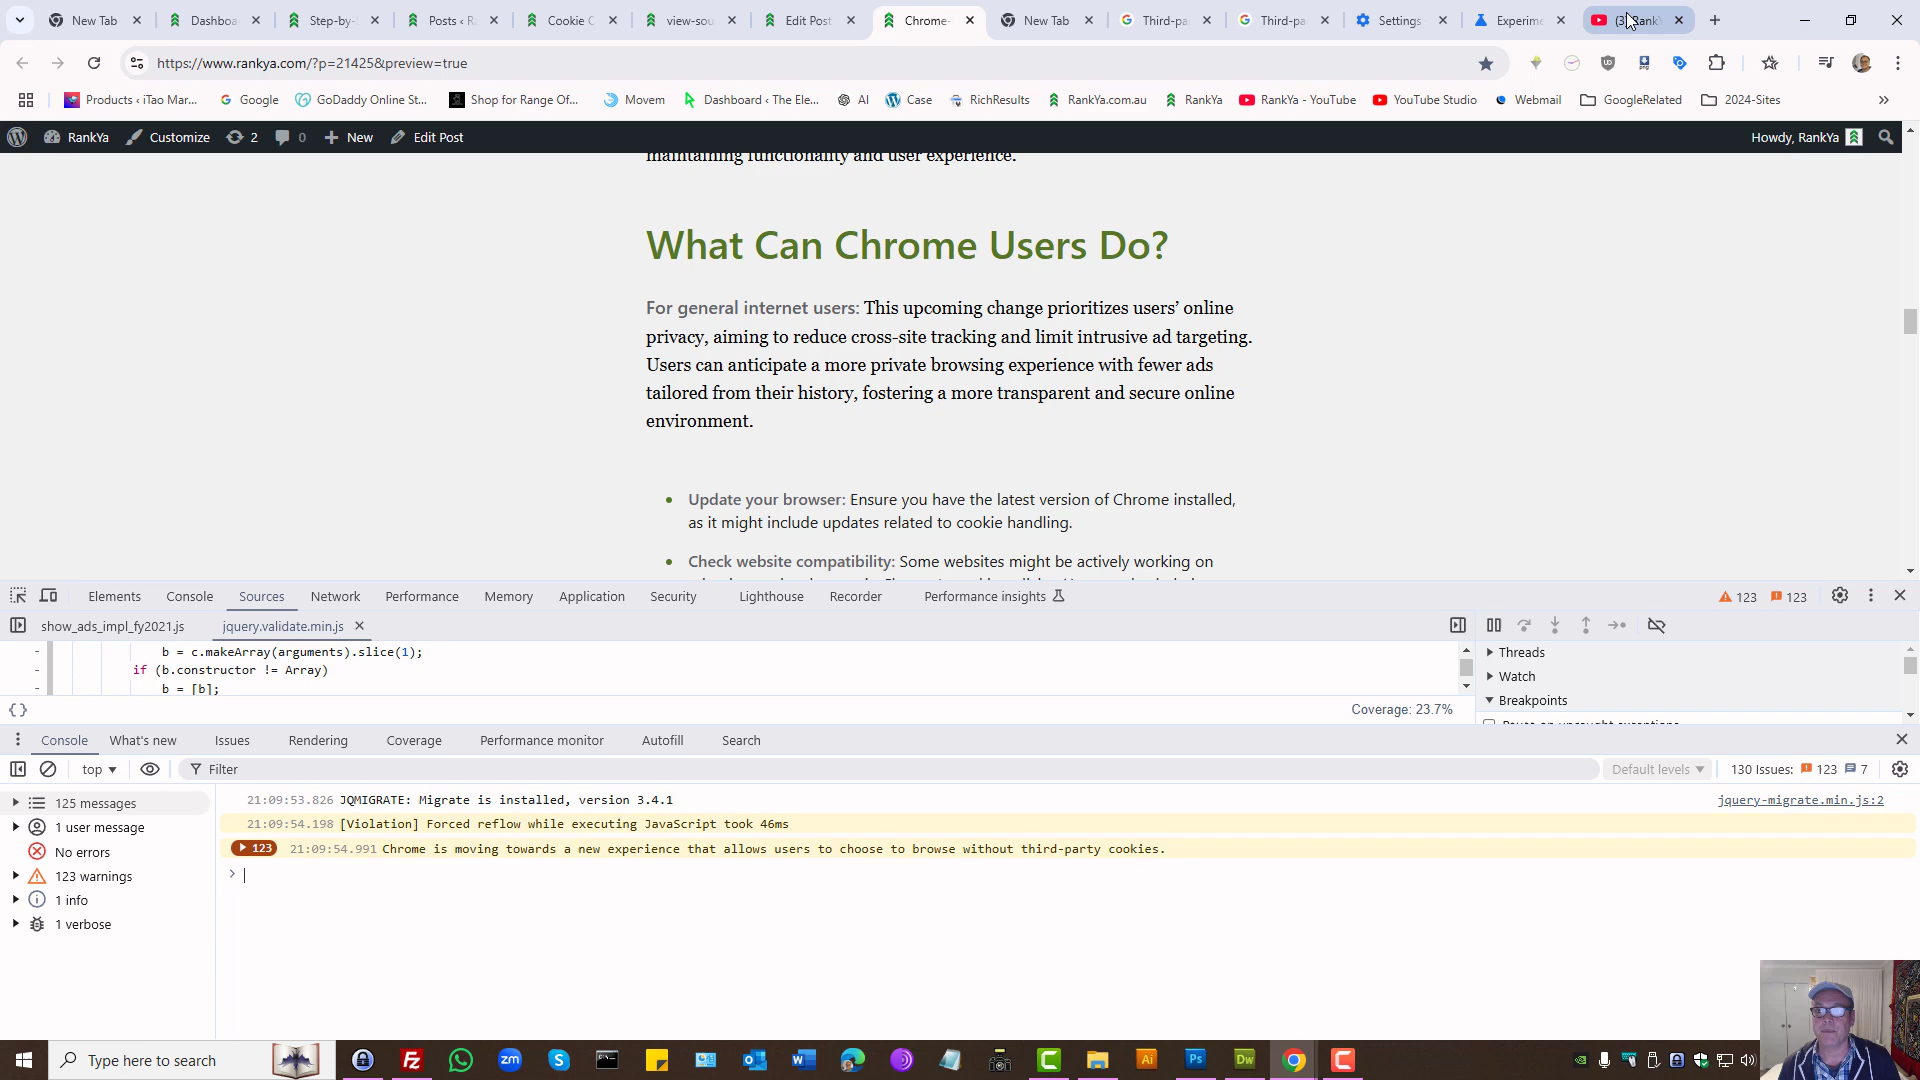 New Tab
Dashboa
Step-by-
Posts ‹ R
Cookie C
view-sou
Edit Post
Chrome-
New Tab
Third-pa
Third-pa
Settings
Experime
(3) RankY
https://www.rankya.com/?p=21425&preview=true
Products ‹ iTao Mar...
Google
GoDaddy Online St...
Shop for Range Of...
Movem
Dashboard ‹ The Ele...
AI
Case
RichResults
RankYa.com.au
RankYa
RankYa - YouTube
YouTube Studio
Webmail
GoogleRelated
2024-Sites
RankYa
Customize
2
0
New
Edit Post
Howdy, RankYa
maintaining functionality and user experience.
What Can Chrome Users Do?
For general internet users: This upcoming change prioritizes users’ online
privacy, aiming to reduce cross-site tracking and limit intrusive ad targeting.
Users can anticipate a more private browsing experience with fewer ads
tailored from their history, fostering a more transparent and secure online
environment.
Update your browser: Ensure you have the latest version of Chrome installed,
as it might include updates related to cookie handling.
Check website compatibility: Some websites might be actively working on
Elements
Console
Sources
Network
Performance
Memory
Application
Security
Lighthouse
Recorder
Performance insights
123
123
show_ads_impl_fy2021.js
jquery.validate.min.js
b = c.makeArray(arguments).slice(1);
if (b.constructor != Array)
b = [b];
Threads
Watch
Breakpoints
Pause on uncaught exceptions
{}
Coverage: 23.7%
Console
What's new
Issues
Rendering
Coverage
Performance monitor
Autofill
Search
top
Filter
Default levels
130 Issues:
123
7
125 messages
1 user message
No errors
123 warnings
1 info
1 verbose
21:09:53.826 JQMIGRATE: Migrate is installed, version 3.4.1
jquery-migrate.min.js:2
21:09:54.198 [Violation] Forced reflow while executing JavaScript took 46ms
123 21:09:54.991 Chrome is moving towards a new experience that allows users to choose to browse without third-party cookies.
Type here to search